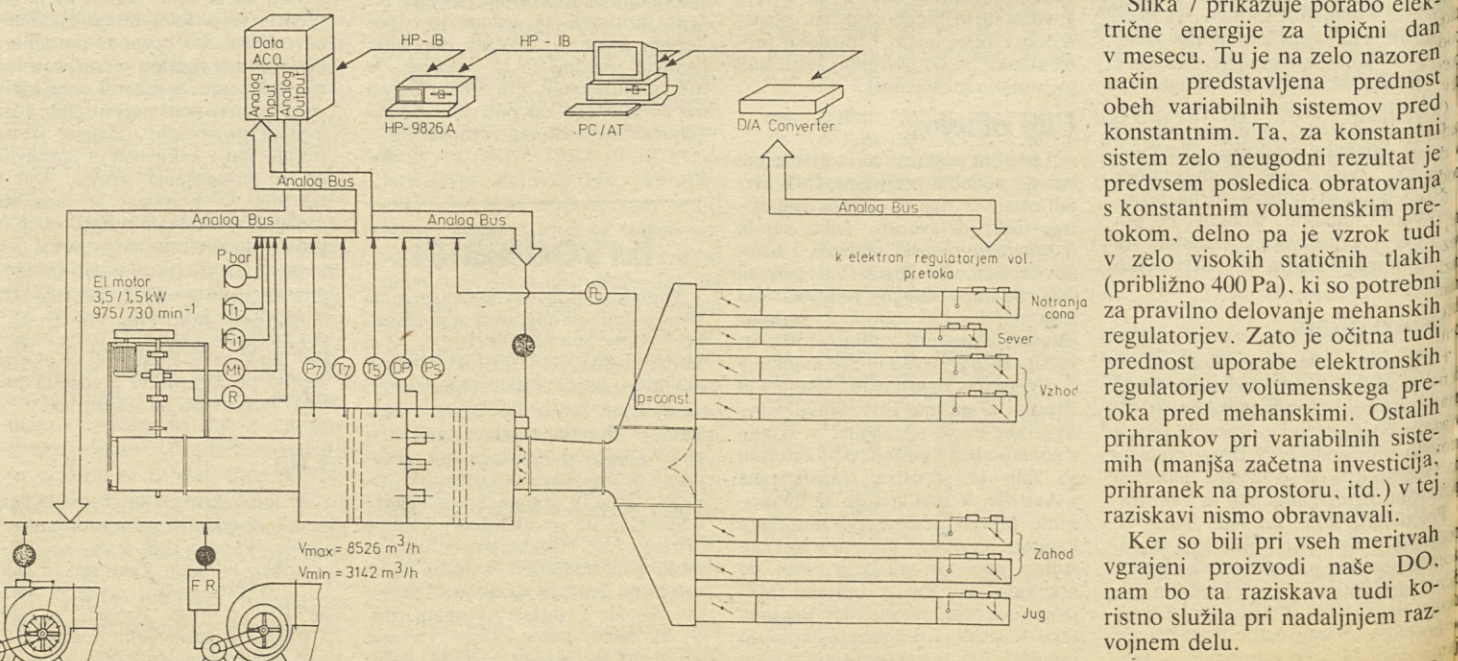 Data
ACQ
Analog
Input
Analog
Output
HP-IB
HP-9826A
HP - IB
PC/AT
D/A Converter
Analog Bus
Analog Bus
Analog Bus
Analog Bus
k elektron. regulatorjem vol.
pretoka
P bar
T1
Fi1
Mt
R
El. motor
3,5 / 1,5 kW
975 / 730 min⁻¹
P7
T7
T5
DP
P5
p=const.
Notranja
cona
Sever
Vzhod
Zahod
Jug
Vmax = 8526 m³/h
Vmin = 3142 m³/h
F R
Slika 7 prikazuje porabo elek-
trične energije za tipični dan
v mesecu. Tu je na zelo nazoren
način predstavljena prednost
obeh variabilnih sistemov pred
konstantnim. Ta, za konstantni
sistem zelo neugodni rezultat je
predvsem posledica obratovanja
s konstantnim volumenskim pre-
tokom, delno pa je vzrok tudi
v zelo visokih statičnih tlakih
(približno 400 Pa), ki so potrebni
za pravilno delovanje mehanskih
regulatorjev. Zato je očitna tudi
prednost uporabe elektronskih
regulatorjev volumenskega pre-
toka pred mehanskimi. Ostalih
prihrankov pri variabilnih siste-
mih (manjša začetna investicija,
prihranek na prostoru, itd.) v tej
raziskavi nismo obravnavali.
Ker so bili pri vseh meritvah
vgrajeni proizvodi naše DO,
nam bo ta raziskava tudi ko-
ristno služila pri nadaljnjem raz-
vojnem delu.